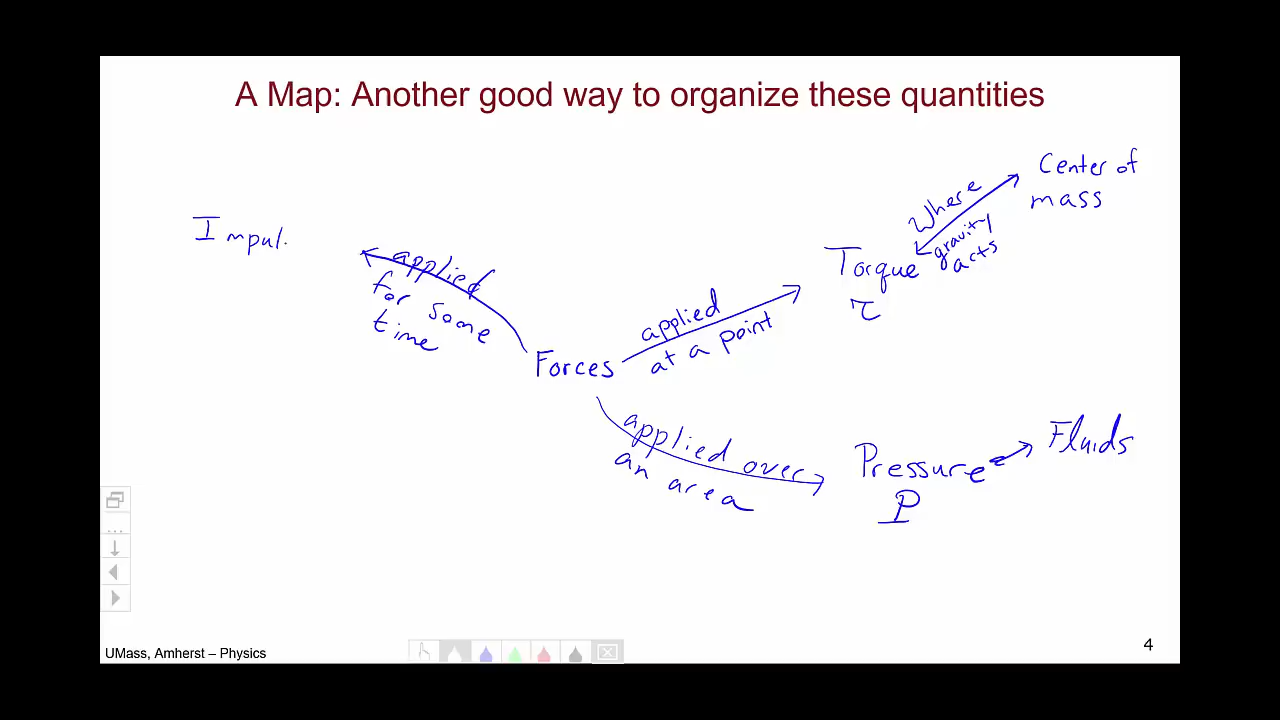 A Map: Another good way to organize these quantities
Center of
mass
Where
gravity
acts
Impul.
applied
for some
time
Torque
τ
applied
at a point
Forces
applied over
an area
Pressure
P
Fluids
UMass, Amherst – Physics
4